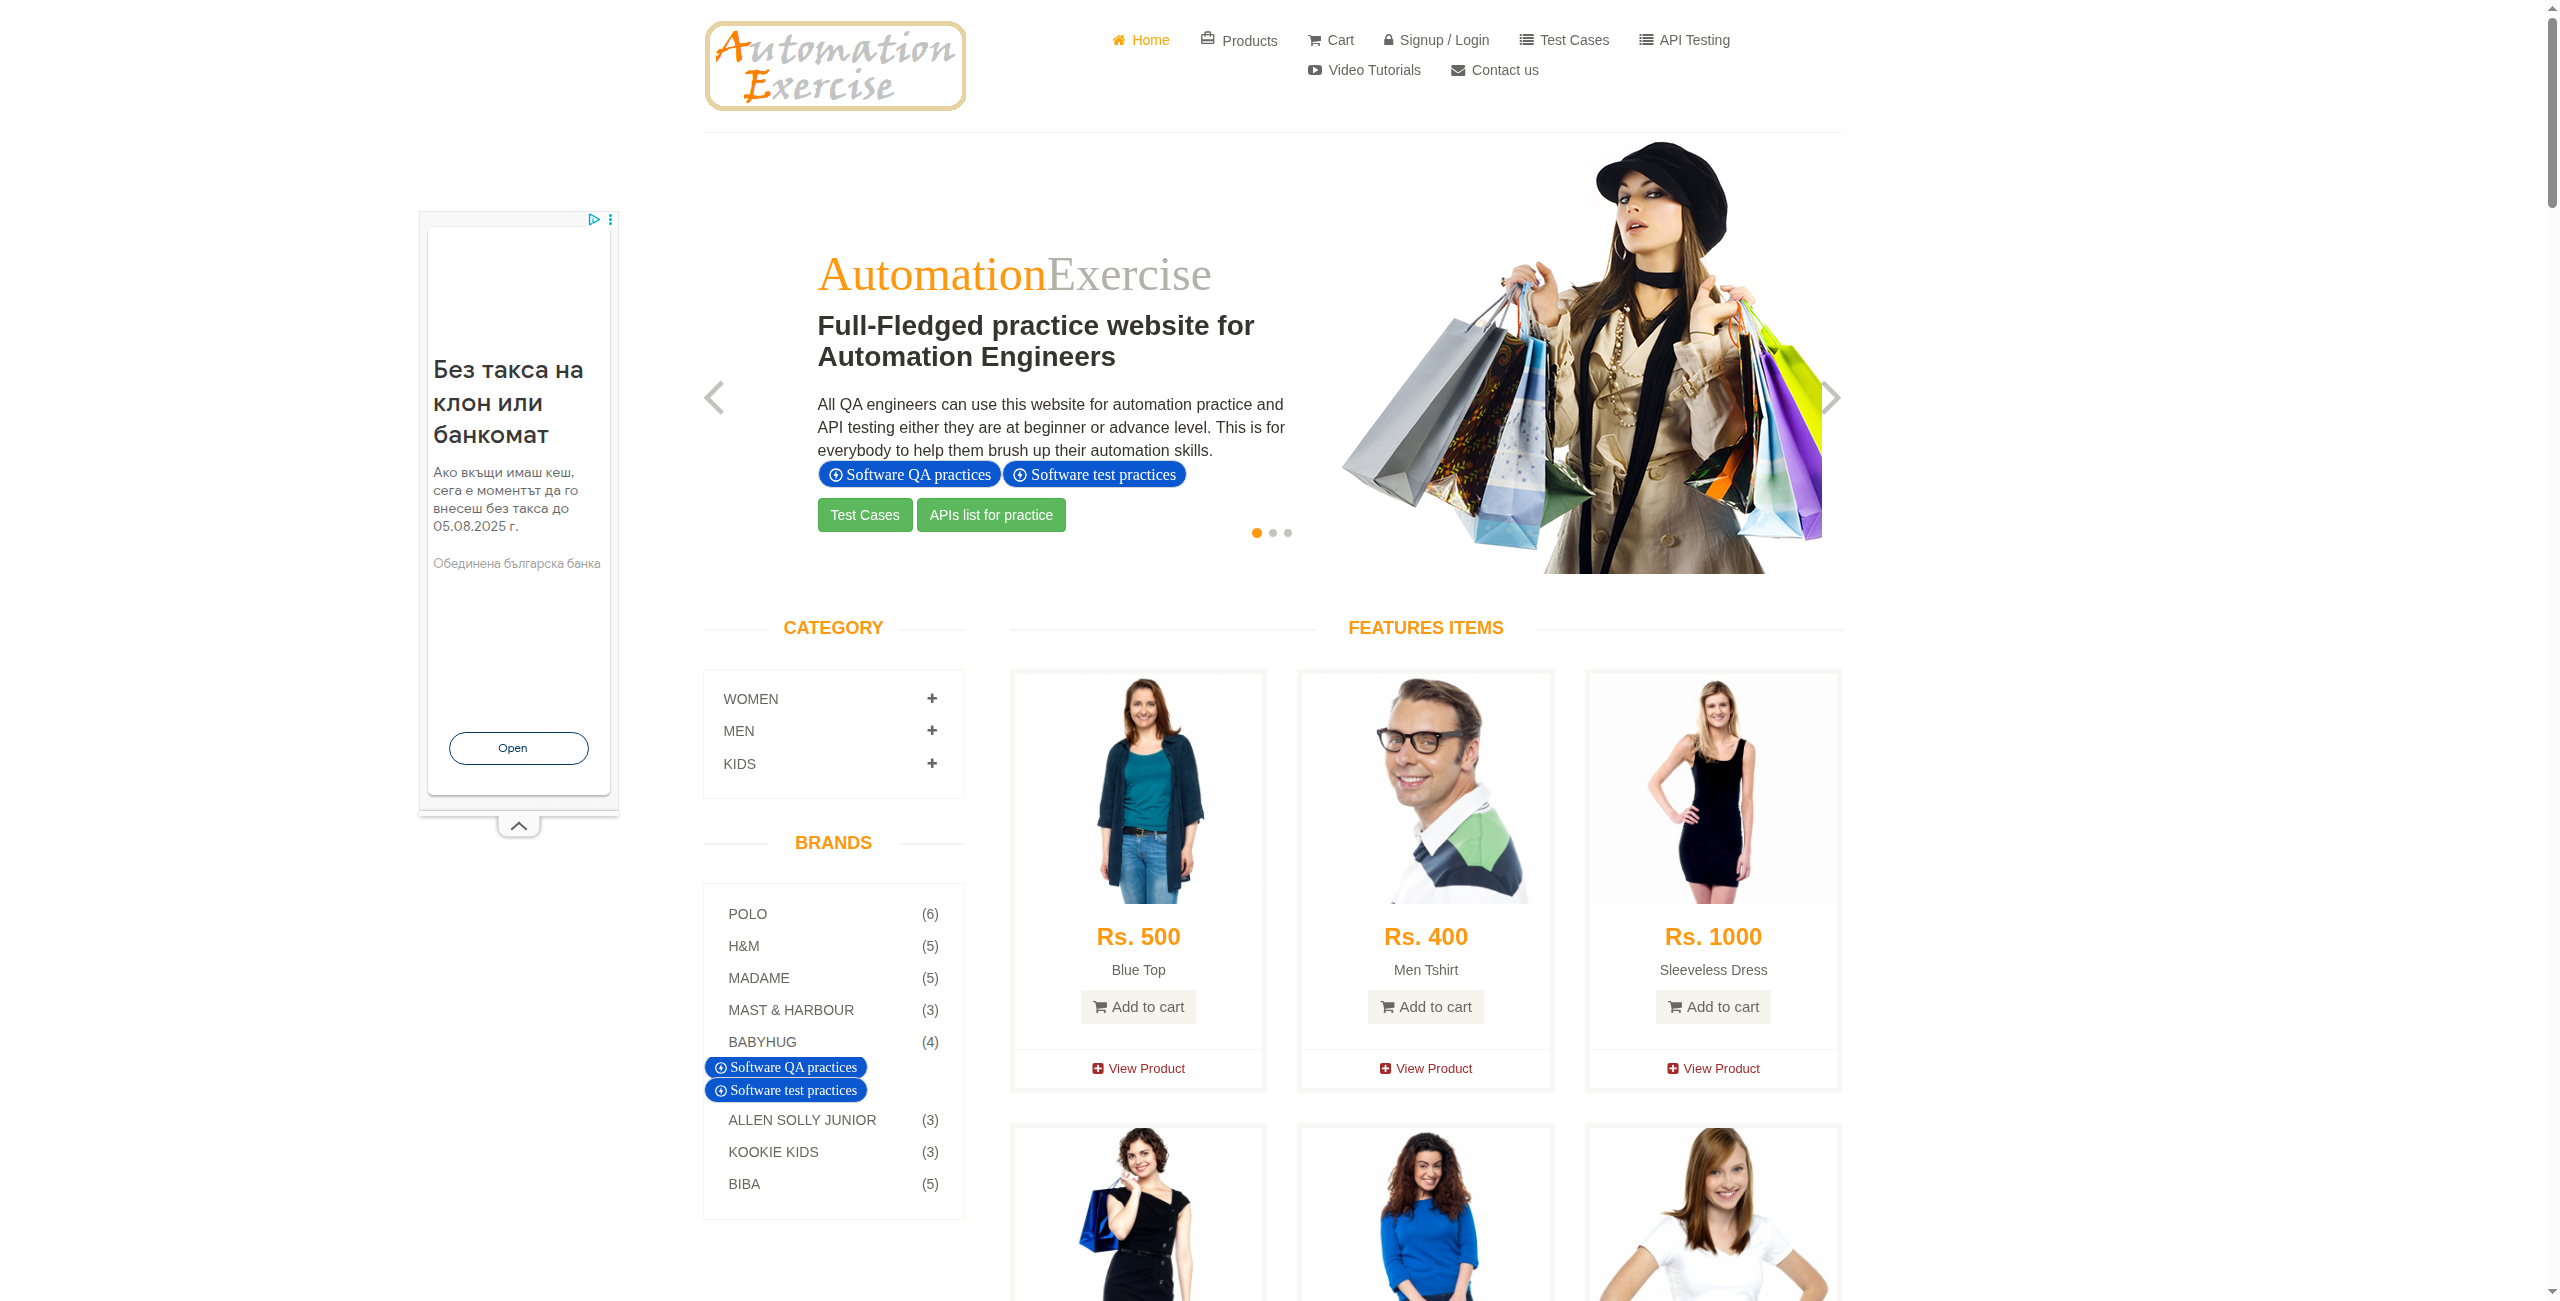 Automation
Exercise
Home
Products
Cart
Signup / Login
Test Cases
API Testing
Video Tutorials
Contact us
Без такса на
клон или
банкомат
Ако вкъщи имаш кеш,
сега е моментът да го
внесеш без такса до
05.08.2025 г.
Обединена българска банка
Open
AutomationExercise
Full-Fledged practice website for
Automation Engineers
All QA engineers can use this website for automation practice and
API testing either they are at beginner or advance level. This is for
everybody to help them brush up their automation skills.
Software QA practices Software test practices
Test Cases APIs list for practice
CATEGORY
WOMEN
MEN
KIDS
BRANDS
POLO (6)
H&M (5)
MADAME (5)
MAST & HARBOUR (3)
BABYHUG (4)
Software QA practices
Software test practices
ALLEN SOLLY JUNIOR (3)
KOOKIE KIDS (3)
BIBA (5)
FEATURES ITEMS
Rs. 500
Blue Top
Add to cart
View Product
Rs. 400
Men Tshirt
Add to cart
View Product
Rs. 1000
Sleeveless Dress
Add to cart
View Product